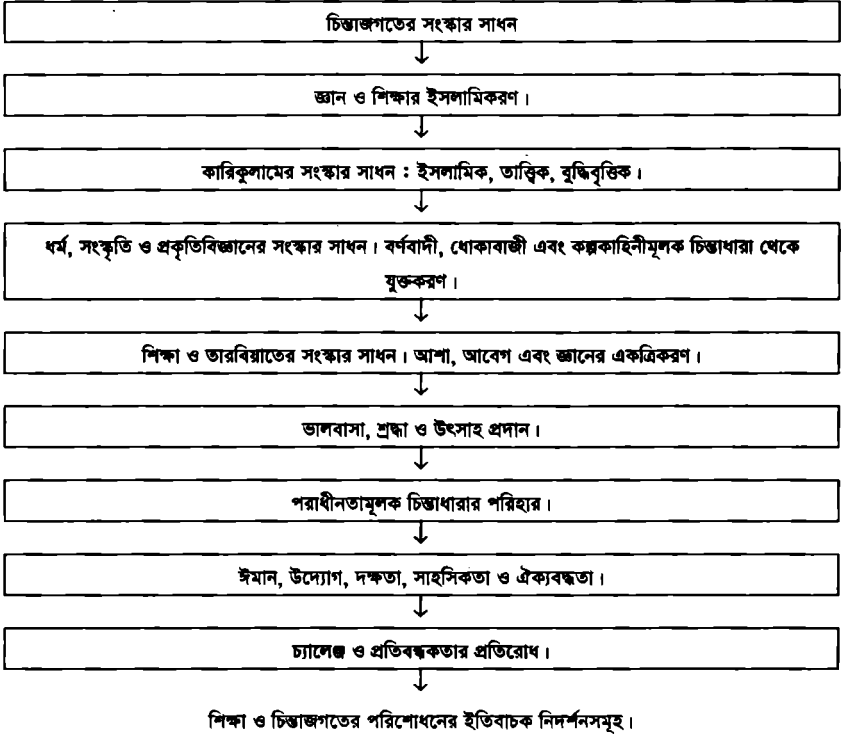 চিন্তাজগতের সংস্কার সাধন
জ্ঞান ও শিক্ষার ইসলামিকরণ।
কারিকুলামের সংস্কার সাধন : ইসলামিক, তাত্ত্বিক, বুদ্ধিবৃত্তিক।
ধর্ম, সংস্কৃতি ও প্রকৃতিবিজ্ঞানের সংস্কার সাধন। বর্ণবাদী, ধোকাবাজী এবং কল্পকাহিনীমূলক চিন্তাধারা থেকে
মুক্তকরণ।
শিক্ষা ও তারবিয়াতের সংস্কার সাধন। আশা, আবেগ এবং জ্ঞানের একত্রিকরণ।
ভালবাসা, শ্রদ্ধা ও উৎসাহ প্রদান।
পরাধীনতামূলক চিন্তাধারার পরিহার।
ঈমান, উদ্যোগ, দক্ষতা, সাহসিকতা ও ঐক্যবদ্ধতা।
চ্যালেঞ্জ ও প্রতিবন্ধকতার প্রতিরোধ।
শিক্ষা ও চিন্তাজগতের পরিশোধনের ইতিবাচক নিদর্শনসমূহ।